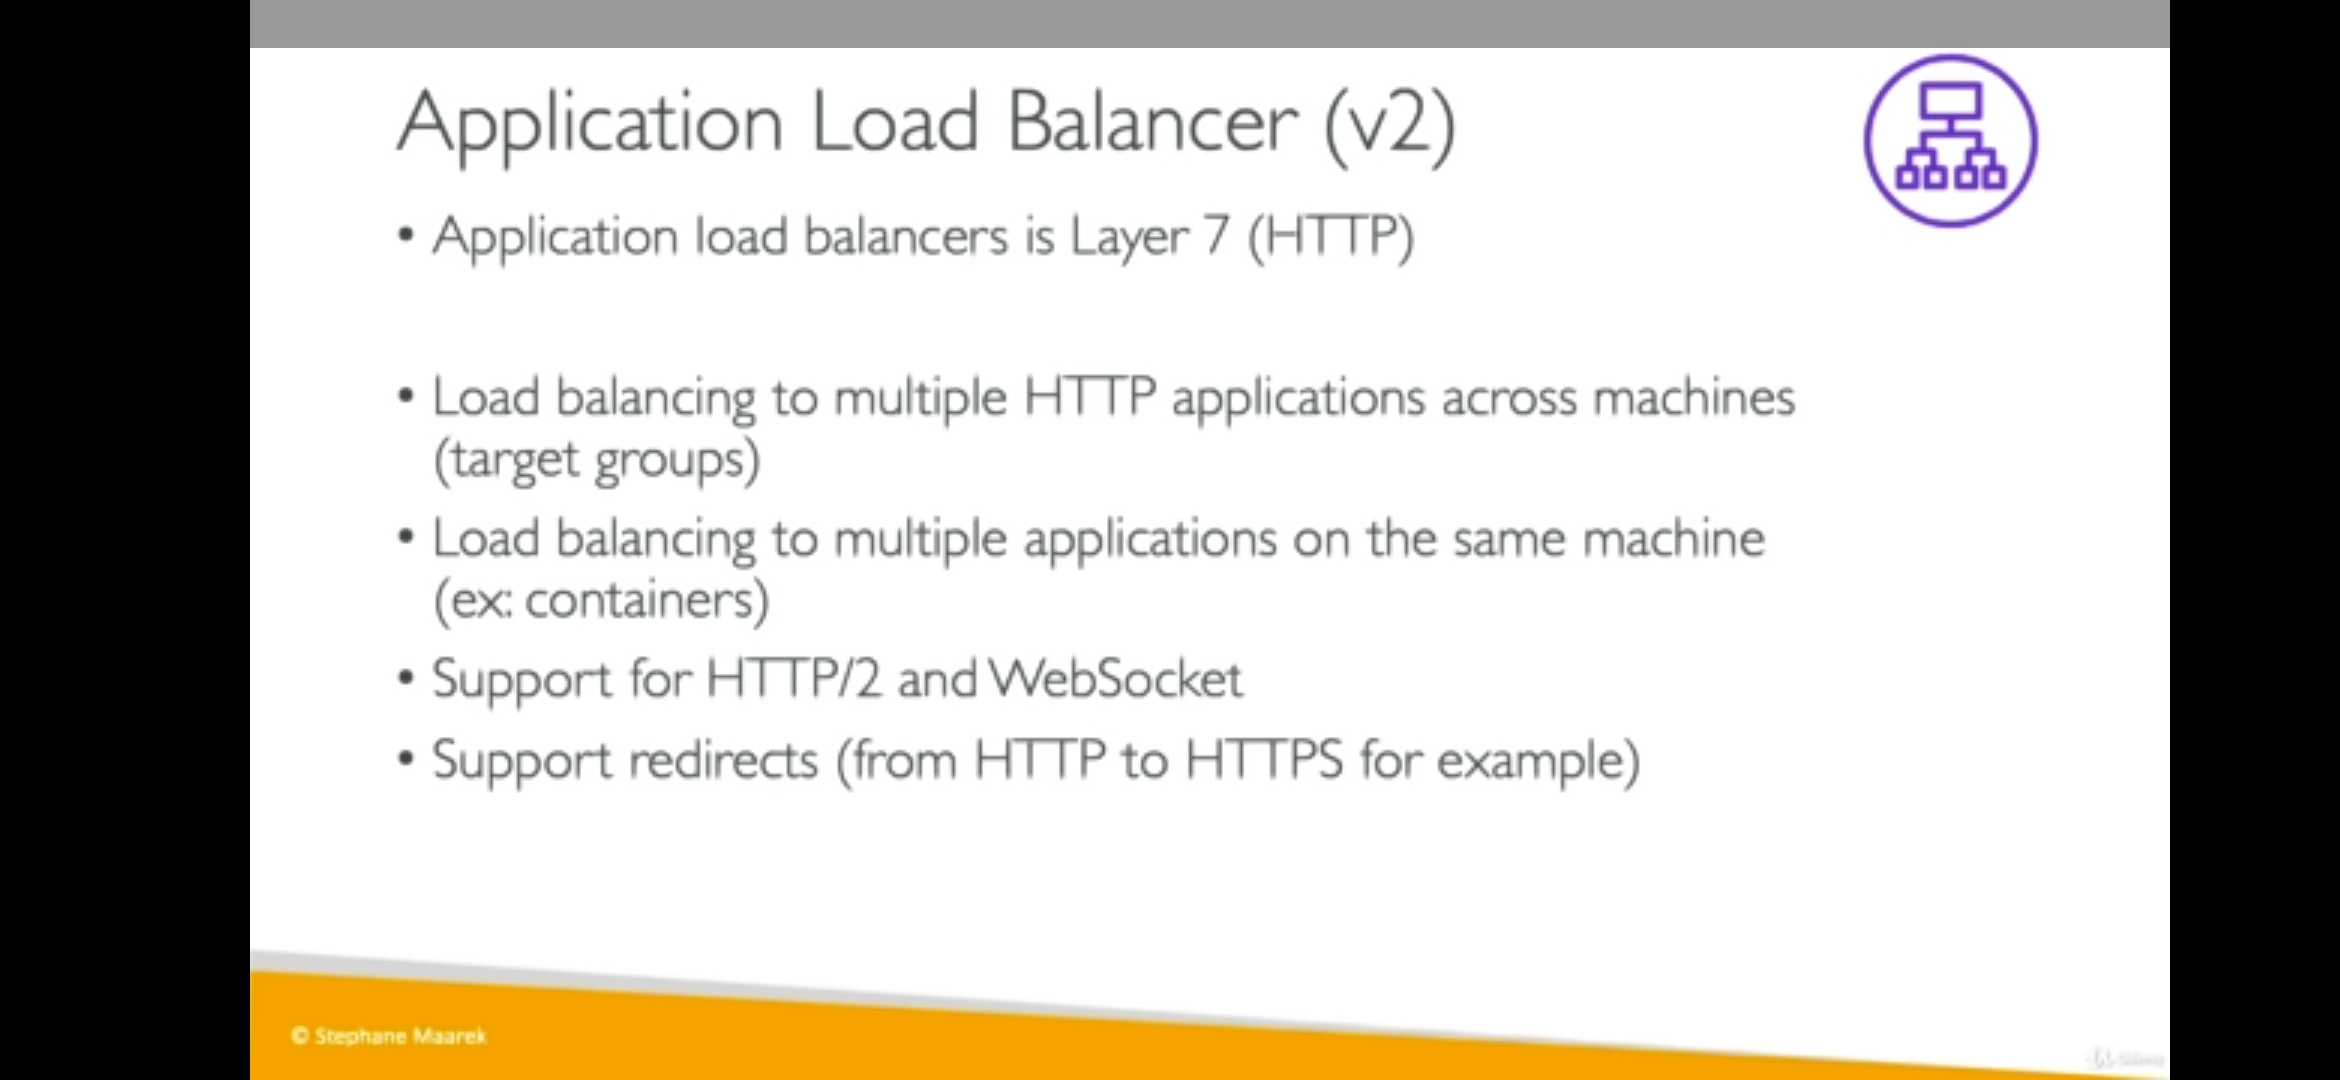 Application Load Balancer (v2)
• Application load balancers is Layer 7 (HTTP)
• Load balancing to multiple HTTP applications across machines
(target groups)
• Load balancing to multiple applications on the same machine
(ex: containers)
• Support for HTTP/2 and WebSocket
• Support redirects (from HTTP to HTTPS for example)
© Stephane Maarek